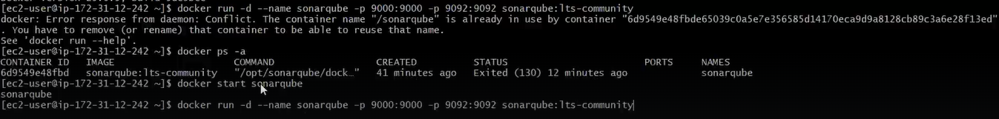 [ec2-user@ip-172-31-12-242 ~]$ docker run -d --name sonarqube -p 9000:9000 -p 9092:9092 sonarqube:lts-community
docker: Error response from daemon: Conflict. The container name "/sonarqube" is already in use by container "6d9549e48fbde65039c0a5e7e356585d14170eca9d9a8128cb89c3a6e28f13ed"
. You have to remove (or rename) that container to be able to reuse that name.
See 'docker run --help'.
[ec2-user@ip-172-31-12-242 ~]$ docker ps -a
CONTAINER ID   IMAGE                     COMMAND                  CREATED          STATUS                        PORTS     NAMES
6d9549e48fbd   sonarqube:lts-community   "/opt/sonarqube/dock…"   41 minutes ago   Exited (130) 12 minutes ago             sonarqube
[ec2-user@ip-172-31-12-242 ~]$ docker start sonarqube
sonarqube
[ec2-user@ip-172-31-12-242 ~]$ docker run -d --name sonarqube -p 9000:9000 -p 9092:9092 sonarqube:lts-community